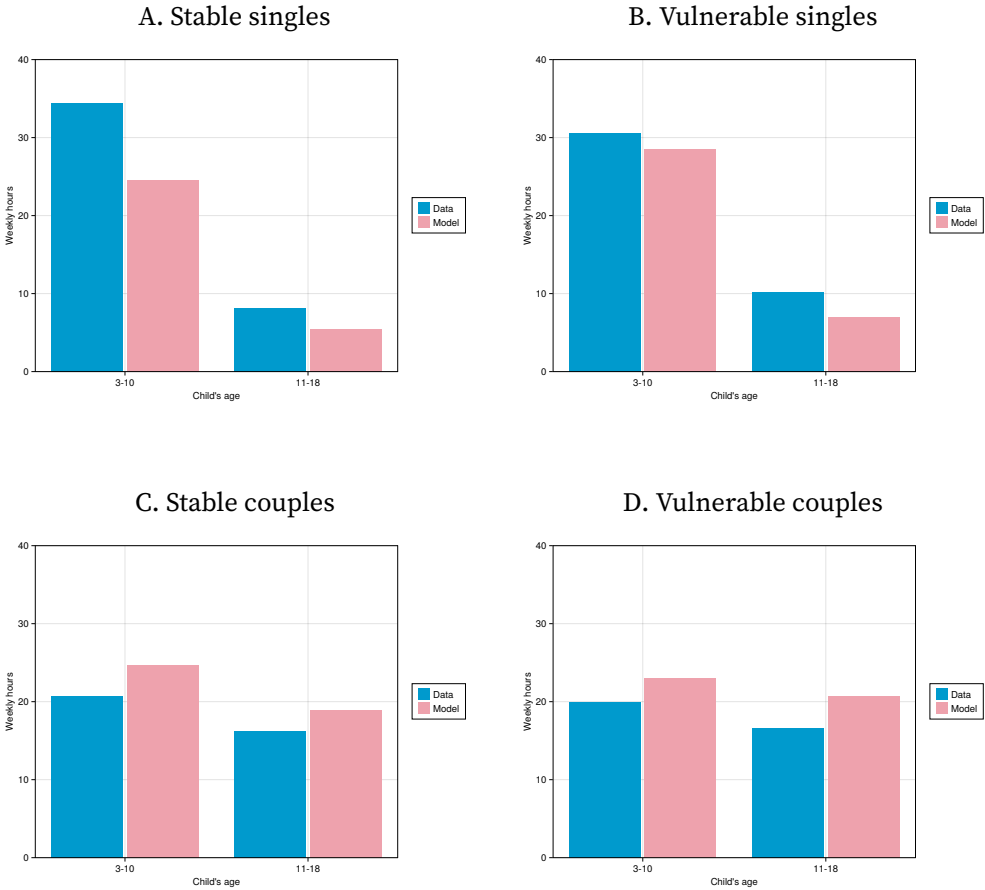 A. Stable singles
40
30
20
10
0
Weekly hours
3-10
11-18
Child's age
Data
Model
B. Vulnerable singles
40
30
20
10
0
Weekly hours
3-10
11-18
Child's age
Data
Model
C. Stable couples
40
30
20
10
0
Weekly hours
3-10
11-18
Child's age
Data
Model
D. Vulnerable couples
40
30
20
10
0
Weekly hours
3-10
11-18
Child's age
Data
Model